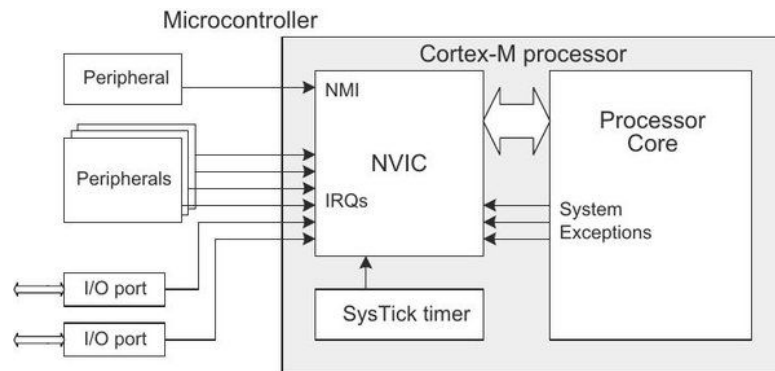 Microcontroller
Cortex-M processor
Peripheral
NMI
Processor
Core
NVIC
Peripherals
IRQs
System
Exceptions
I/O port
SysTick timer
I/O port